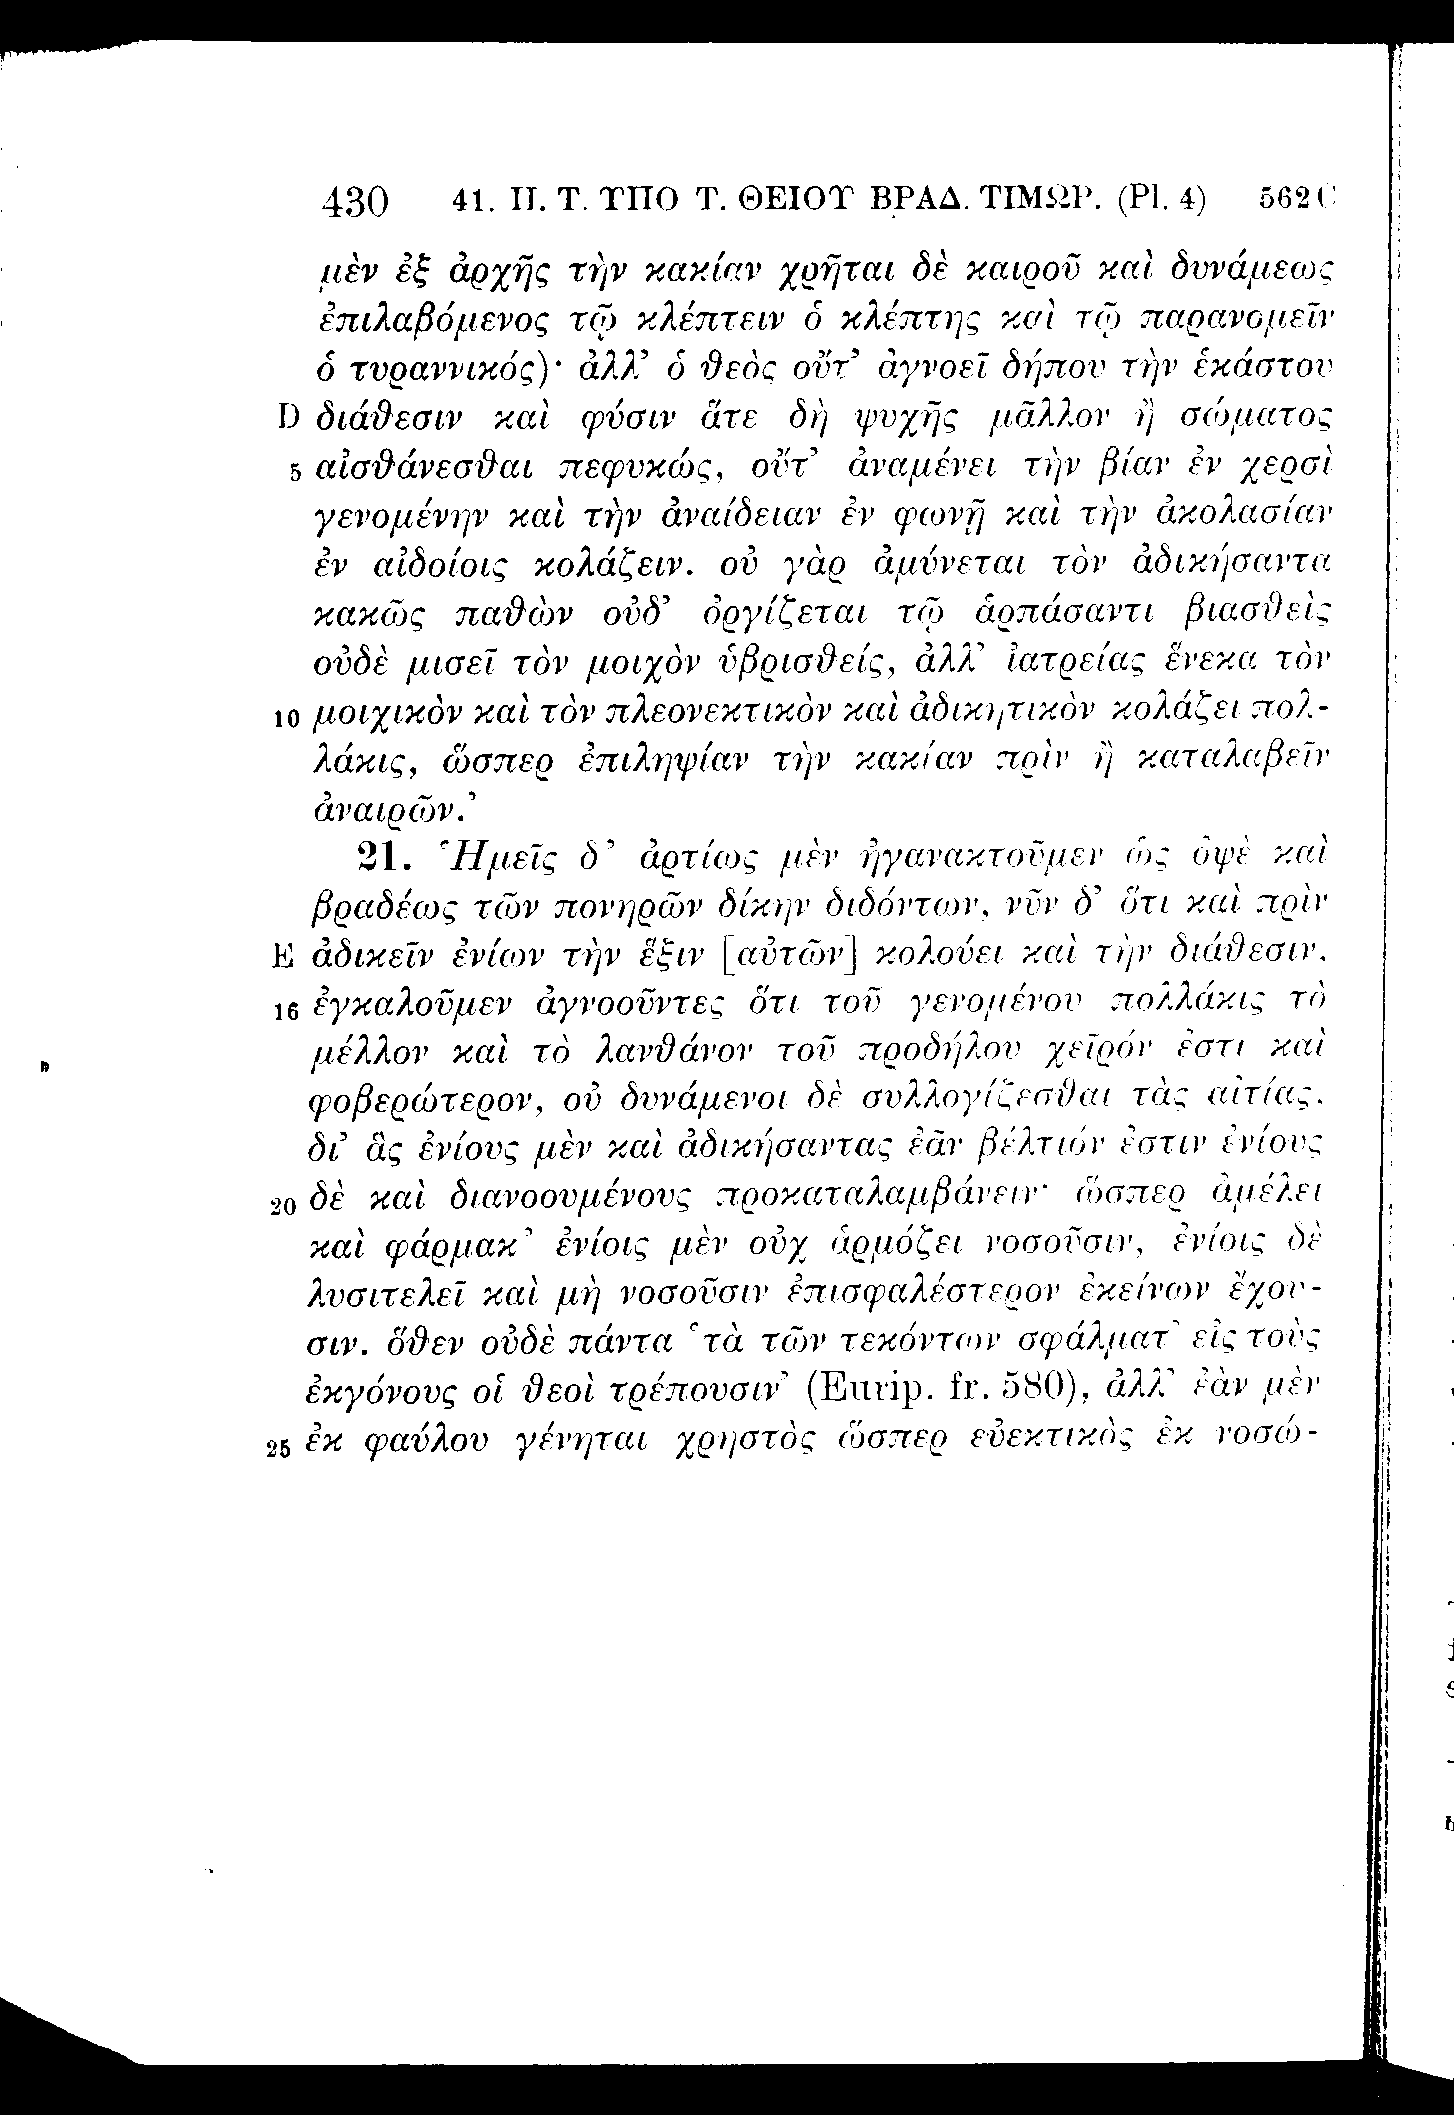 430 41. Π. Τ. ΥΠΟ Τ. ΘΕΙΟΥ ΒΡΑΔ. ΤΙΜΩΡ. (Pl. 4) 562 C
μὲν ἐξ ἀρχῆς τὴν κακίαν χρῆται δὲ καιροῦ καὶ δυνάμεως
ἐπιλαβόμενος τῷ κλέπτειν ὁ κλέπτης καὶ τῷ παρανομεῖν
ὁ τυραννικός)· ἀλλ’ ὁ θεὸς οὔτ’ ἀγνοεῖ δήπου τὴν ἑκάστου
D διάθεσιν καὶ φύσιν ἅτε δὴ ψυχῆς μᾶλλον ἢ σώματος
5 αἰσθάνεσθαι πεφυκώς, οὔτ’ ἀναμένει τὴν βίαν ἐν χερσὶ
γενομένην καὶ τὴν ἀναίδειαν ἐν φωνῇ καὶ τὴν ἀκολασίαν
ἐν αἰδοίοις κολάζειν. οὐ γὰρ ἀμύνεται τὸν ἀδικήσαντα
κακῶς παθὼν οὐδ’ ὀργίζεται τῷ ἁρπάσαντι βιασθεὶς
οὐδὲ μισεῖ τὸν μοιχὸν ὑβρισθείς, ἀλλ’ ἰατρείας ἕνεκα τὸν
10 μοιχικὸν καὶ τὸν πλεονεκτικὸν καὶ ἀδικητικὸν κολάζει πολ-
λάκις, ὥσπερ ἐπιληψίαν τὴν κακίαν πρὶν ἢ καταλαβεῖν
ἀναιρῶν.’
21. Ἡμεῖς δ’ ἀρτίως μὲν ἠγανακτοῦμεν ὡς ὀψὲ καὶ
βραδέως τῶν πονηρῶν δίκην διδόντων, νῦν δ’ ὅτι καὶ πρὶν
E ἀδικεῖν ἐνίων τὴν ἕξιν [αὐτῶν] κολούει καὶ τὴν διάθεσιν,
16 ἐγκαλοῦμεν ἀγνοοῦντες ὅτι τοῦ γενομένου πολλάκις τὸ
μέλλον καὶ τὸ λανθάνον τοῦ προδήλου χεῖρόν ἐστι καὶ
φοβερώτερον, οὐ δυνάμενοι δὲ συλλογίζεσθαι τὰς αἰτίας,
δι’ ἃς ἐνίους μὲν καὶ ἀδικήσαντας ἐᾶν βέλτιόν ἐστιν ἐνίους
20 δὲ καὶ διανοουμένους προκαταλαμβάνειν· ὥσπερ ἀμέλει
καὶ φάρμακ’ ἐνίοις μὲν οὐχ ἁρμόζει νοσοῦσιν, ἐνίοις δὲ
λυσιτελεῖ καὶ μὴ νοσοῦσιν ἐπισφαλέστερον ἐκείνων ἔχου-
σιν. ὅθεν οὐδὲ πάντα ‘τὰ τῶν τεκόντων σφάλματ’ εἰς τοὺς
ἐκγόνους οἱ θεοὶ τρέπουσιν’ (Eurip. fr. 580), ἀλλ’ ἐὰν μὲν
25 ἐκ φαύλου γένηται χρηστὸς ὥσπερ εὐεκτικὸς ἐκ νοσώ-